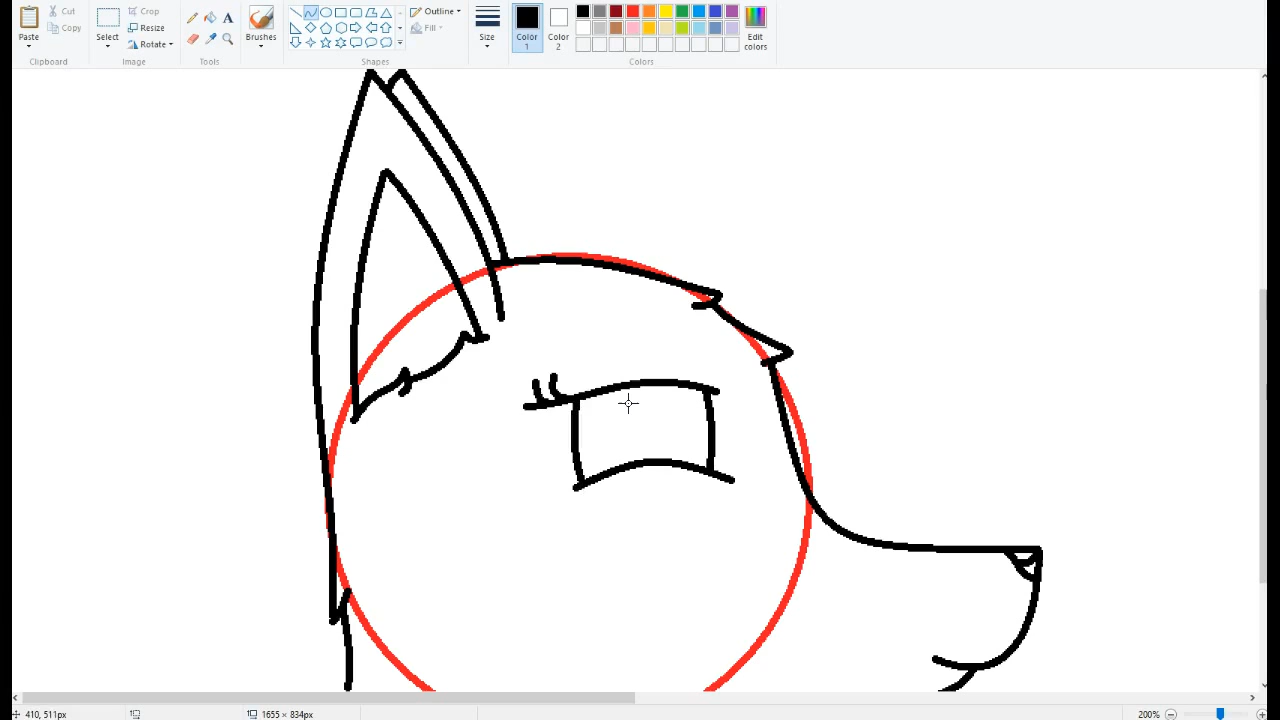 Cut
Copy
Paste
Clipboard
Crop
Resize
Rotate
Select
Image
A
Tools
Brushes
Outline
Fill
Shapes
Size
Color
1
Color
2
Edit
colors
Colors
410, 511px
1655 × 834px
200%